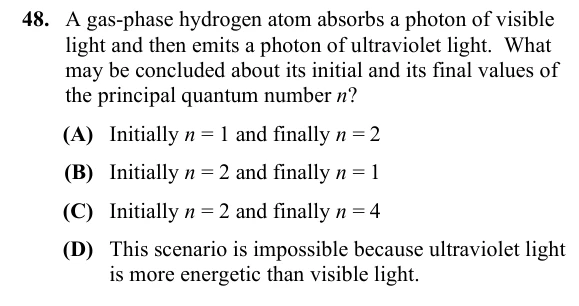 48. A gas-phase hydrogen atom absorbs a photon of visible
light and then emits a photon of ultraviolet light. What
may be concluded about its initial and its final values of
the principal quantum number n?
(A) Initially n = 1 and finally n = 2
(B) Initially n = 2 and finally n = 1
(C) Initially n = 2 and finally n = 4
(D) This scenario is impossible because ultraviolet light
is more energetic than visible light.